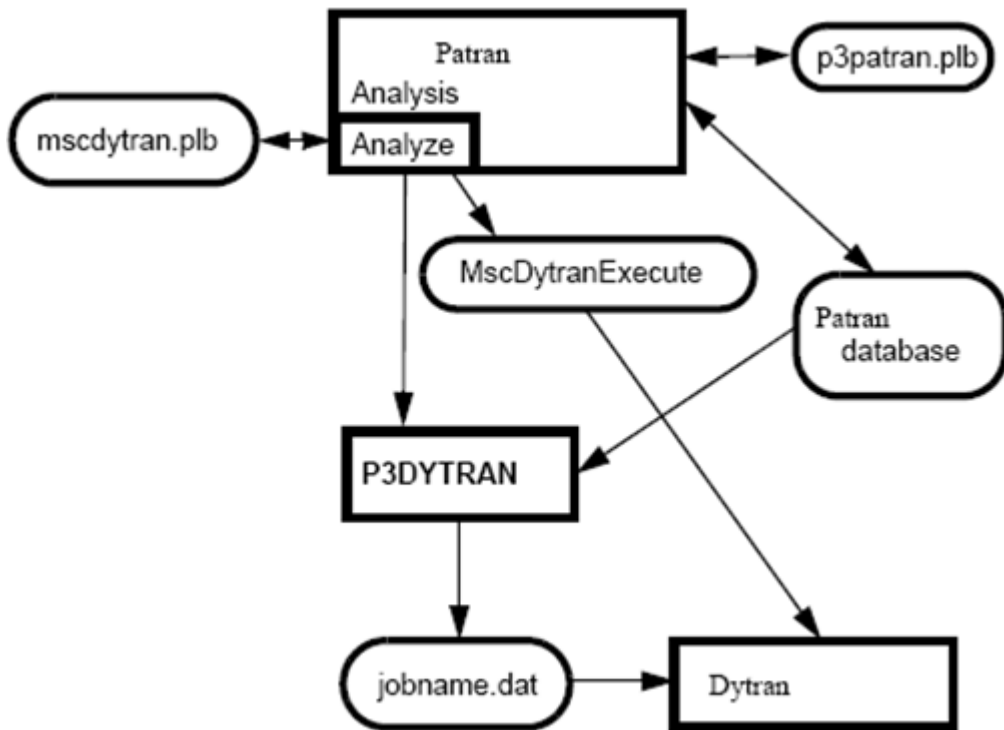 Patran
p3patran.plb
Analysis
mscdytran.plb
Analyze
MscDytranExecute
Patran
database
P3DYTRAN
jobname.dat
Dytran